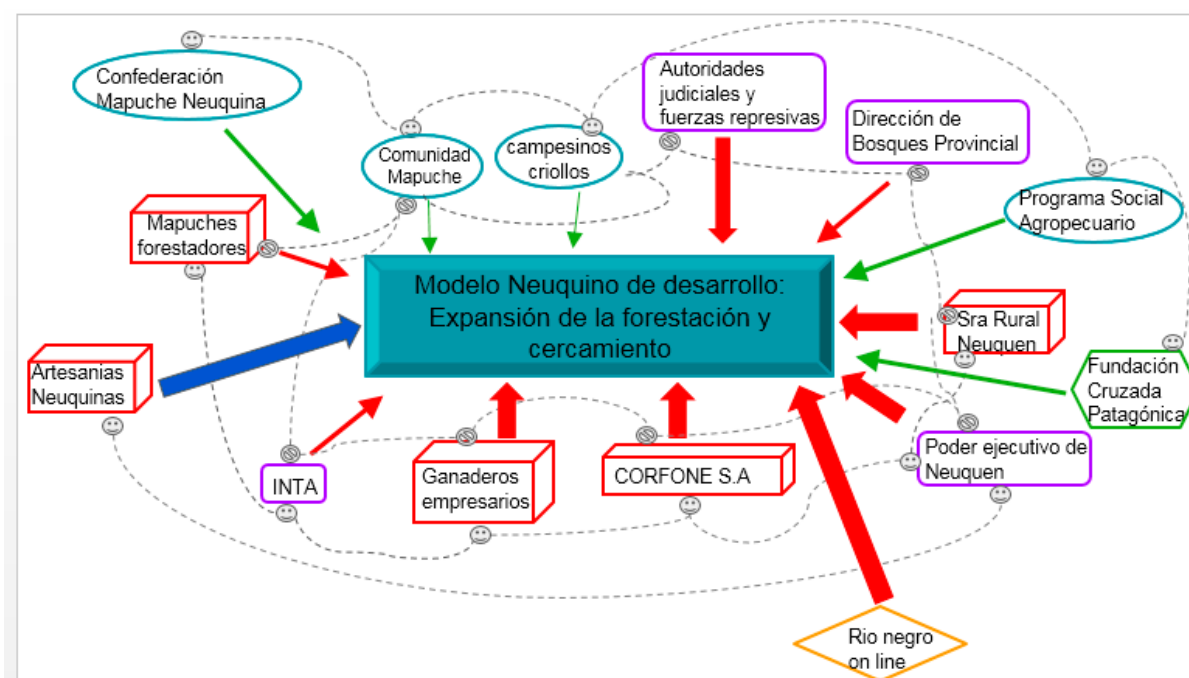 Confederación
Mapuche Neuquina
Comunidad
Mapuche
campesinos
criollos
Autoridades
judiciales y
fuerzas represivas
Dirección de
Bosques Provincial
Programa Social
Agropecuario
Mapuches
forestadores
Modelo Neuquino de desarrollo:
Expansión de la forestación y
cercamiento
Sra Rural
Neuquen
Artesanias
Neuquinas
Fundación
Cruzada
Patagónica
INTA
Ganaderos
empresarios
CORFONE S.A
Poder ejecutivo de
Neuquen
Rio negro
on line